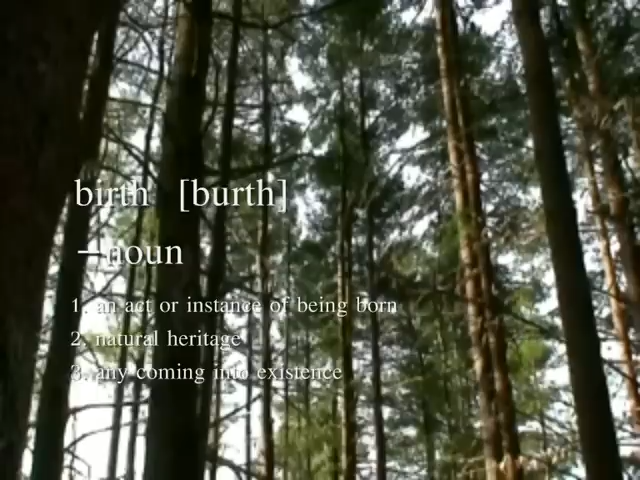 birth [burth]
–noun
1. an act or instance of being born
2. natural heritage
3. any coming into existence